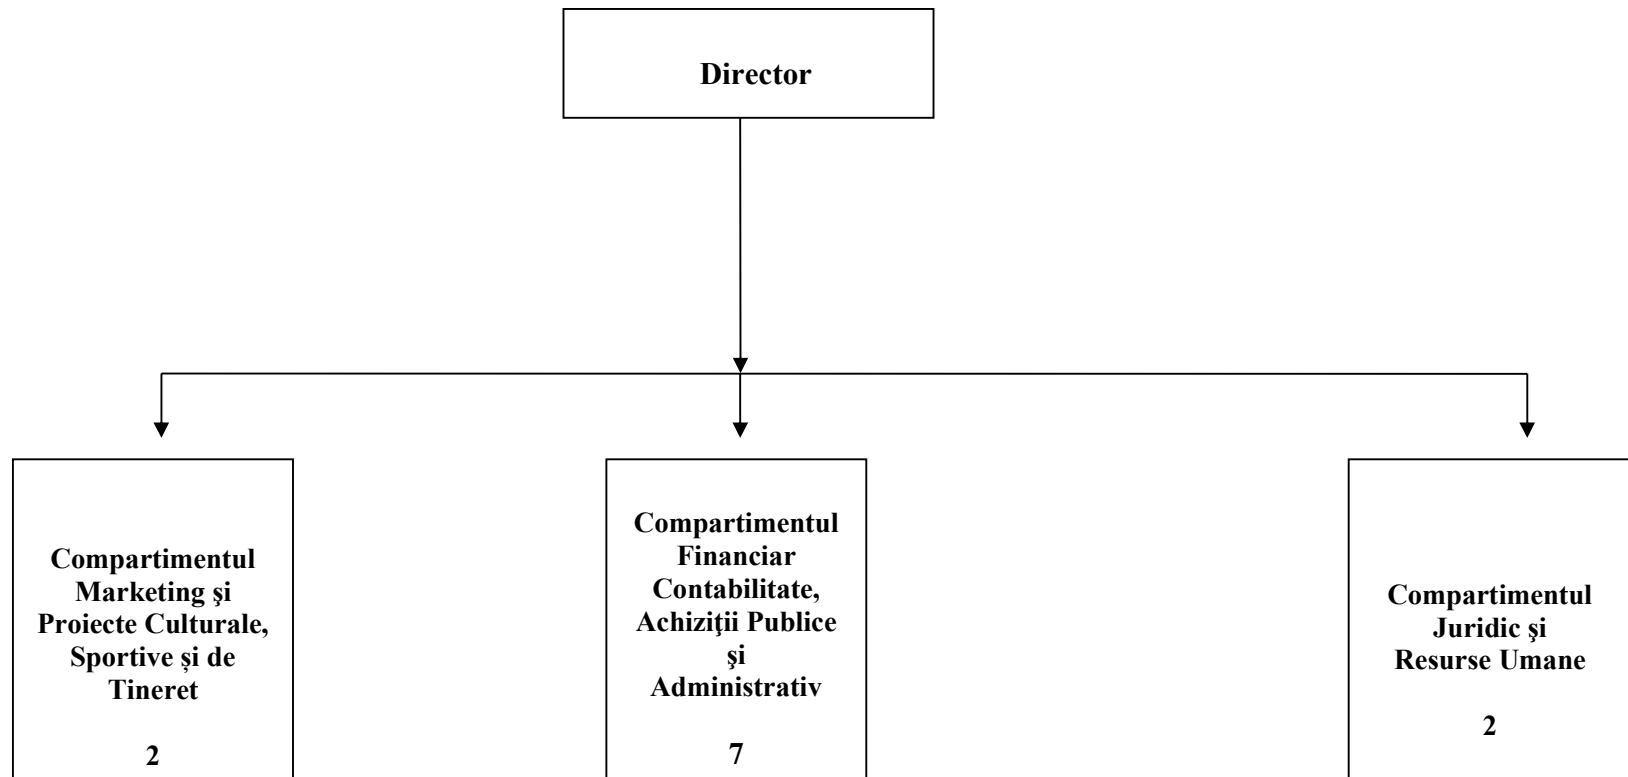 Director
Compartimentul
Marketing şi
Proiecte Culturale,
Sportive și de
Tineret
2
Compartimentul
Financiar
Contabilitate,
Achiziţii Publice
şi
Administrativ
7
Compartimentul
Juridic şi
Resurse Umane
2